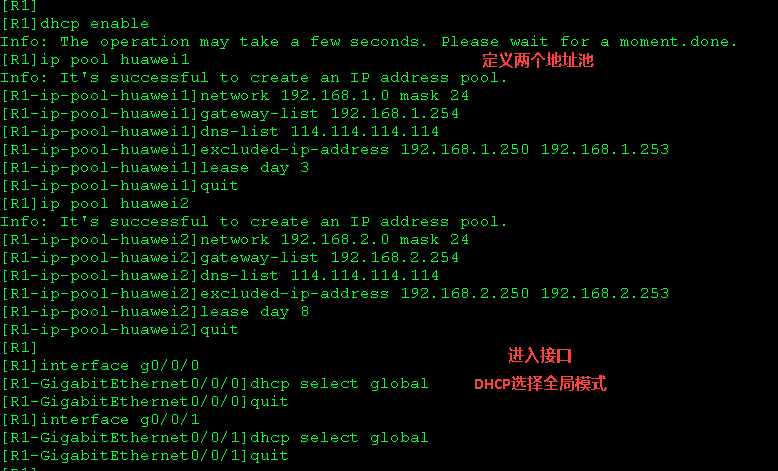 [R1]
[R1]dhcp enable
Info: The operation may take a few seconds. Please wait for a moment.done.
[R1]ip pool huawei1 定义两个地址池
Info: It's successful to create an IP address pool.
[R1-ip-pool-huawei1]network 192.168.1.0 mask 24
[R1-ip-pool-huawei1]gateway-list 192.168.1.254
[R1-ip-pool-huawei1]dns-list 114.114.114.114
[R1-ip-pool-huawei1]excluded-ip-address 192.168.1.250 192.168.1.253
[R1-ip-pool-huawei1]lease day 3
[R1-ip-pool-huawei1]quit
[R1]ip pool huawei2
Info: It's successful to create an IP address pool.
[R1-ip-pool-huawei2]network 192.168.2.0 mask 24
[R1-ip-pool-huawei2]gateway-list 192.168.2.254
[R1-ip-pool-huawei2]dns-list 114.114.114.114
[R1-ip-pool-huawei2]excluded-ip-address 192.168.2.250 192.168.2.253
[R1-ip-pool-huawei2]lease day 8
[R1-ip-pool-huawei2]quit
[R1]
[R1]interface g0/0/0 进入接口
[R1-GigabitEthernet0/0/0]dhcp select global DHCP选择全局模式
[R1-GigabitEthernet0/0/0]quit
[R1]interface g0/0/1
[R1-GigabitEthernet0/0/1]dhcp select global
[R1-GigabitEthernet0/0/1]quit